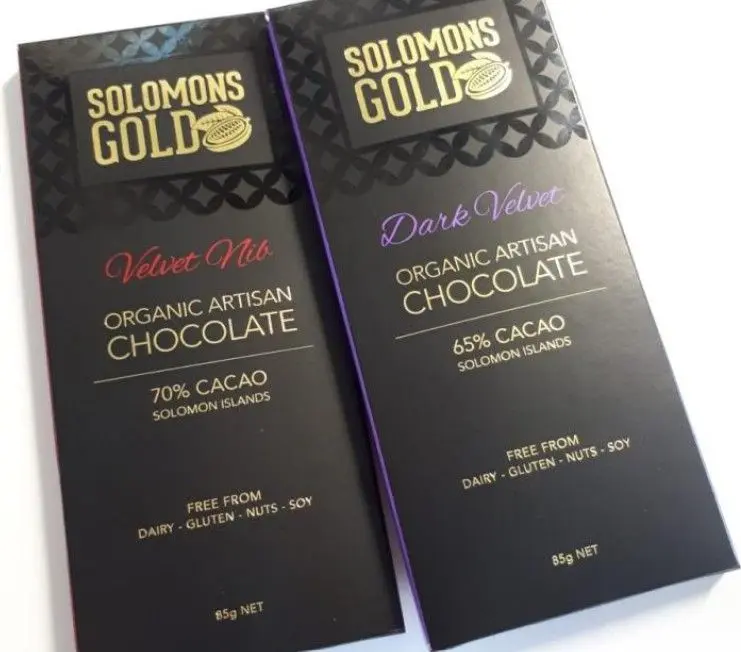 SOLOMONS
GOLD
Velvet Nib
ORGANIC ARTISAN
CHOCOLATE
70% CACAO
SOLOMON ISLANDS
FREE FROM
DAIRY - GLUTEN - NUTS - SOY
85g NET
SOLOMONS
GOLD
Dark Velvet
ORGANIC ARTISAN
CHOCOLATE
65% CACAO
SOLOMON ISLANDS
FREE FROM
DAIRY - GLUTEN - NUTS - SOY
85g NET